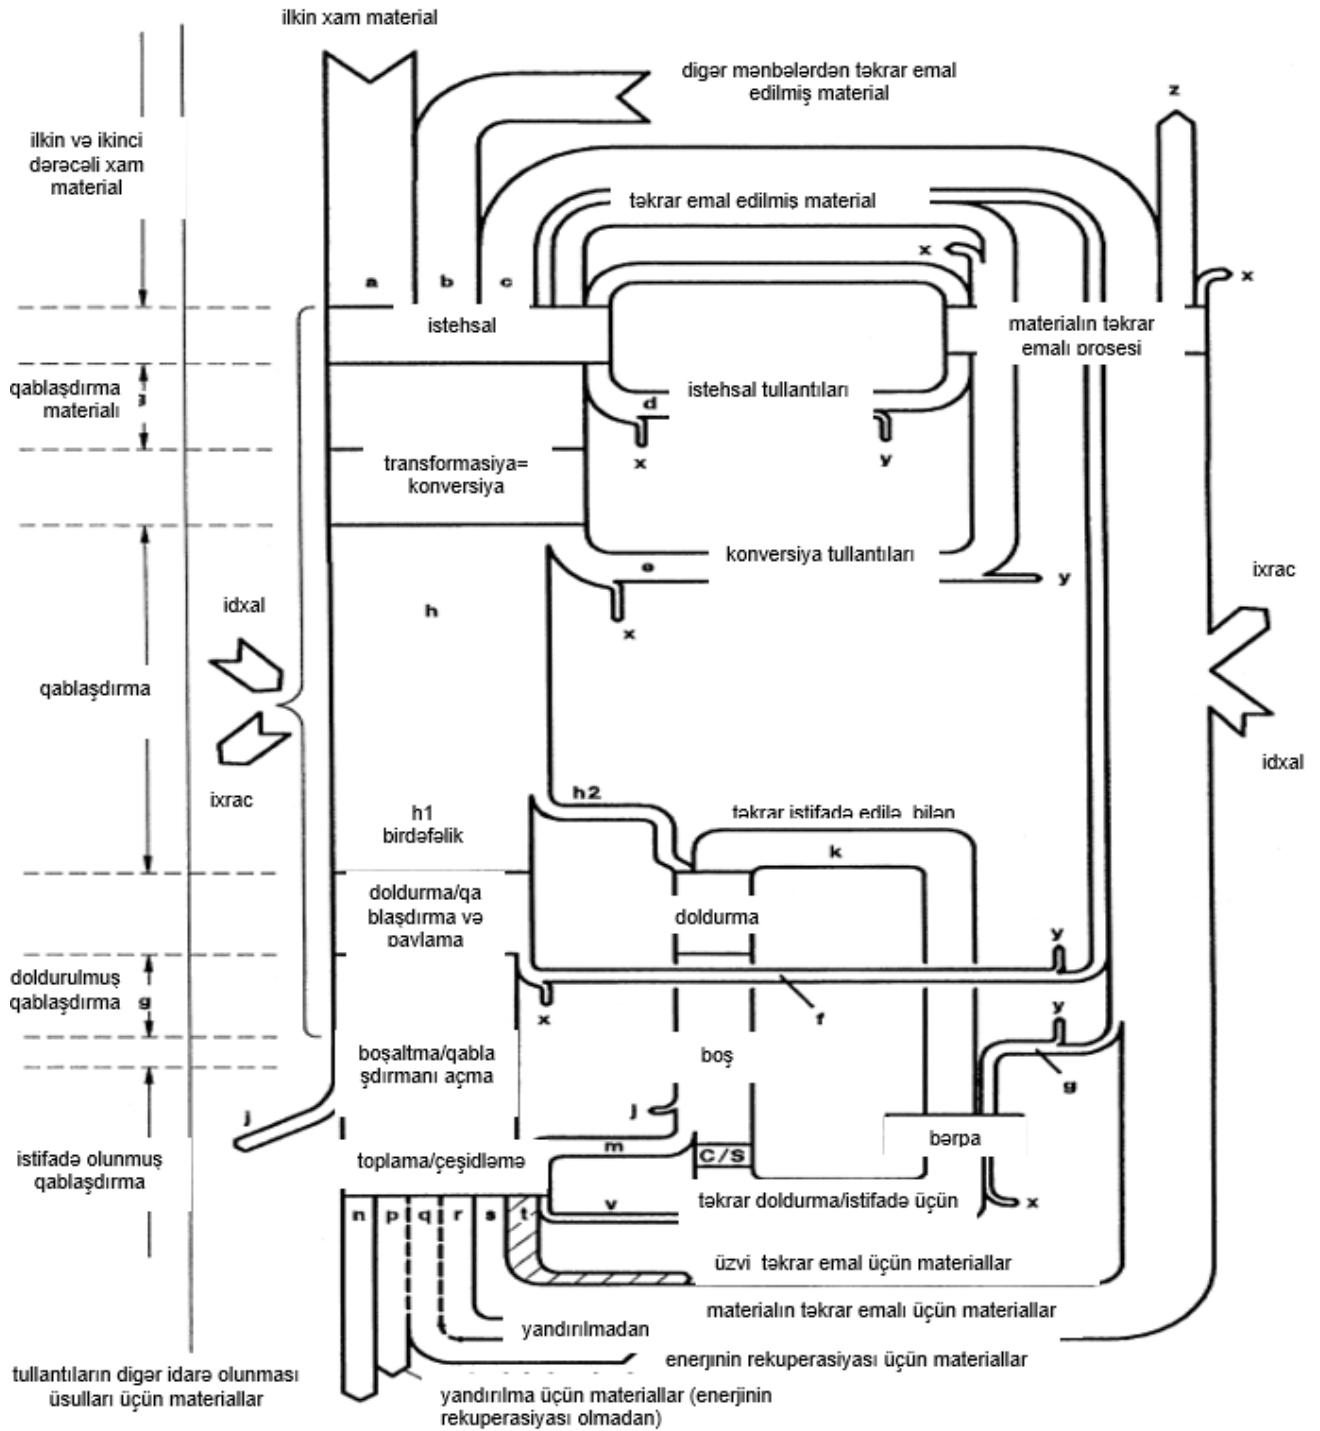 ilkin xam material
digər mənbələrdən təkrar emal
edilmiş material
z
ilkin və ikinci
dərəcəli xam
material
təkrar emal edilmiş material
x
x
a
b
c
istehsal
materialın təkrar
emalı prosesi
qablaşdırma
materialı
istehsal tullantıları
d
x
y
transformasiya=
konversiya
konversiya tullantıları
e
y
x
h
idxal
ixrac
qablaşdırma
ixrac
idxal
h2
h1
birdəfəlik
təkrar istifadə edilə bilən
k
doldurma/qa
blaşdırma və
paylama
doldurma
y
doldurulmuş
qablaşdırma
g
x
f
y
boşaltma/qabla
şdırmanı açma
boş
g
j
j
bərpa
m
C/S
istifadə olunmuş
qablaşdırma
toplama/çeşidləmə
təkrar doldurma/istifadə üçün
x
n
p
q
r
s
t
v
üzvi təkrar emal üçün materiallar
materialın təkrar emalı üçün materiallar
yandırılmadan
enerjinin rekuperasiyası üçün materiallar
tullantıların digər idarə olunması
üsulları üçün materiallar
yandırılma üçün materiallar (enerjinin
rekuperasiyası olmadan)